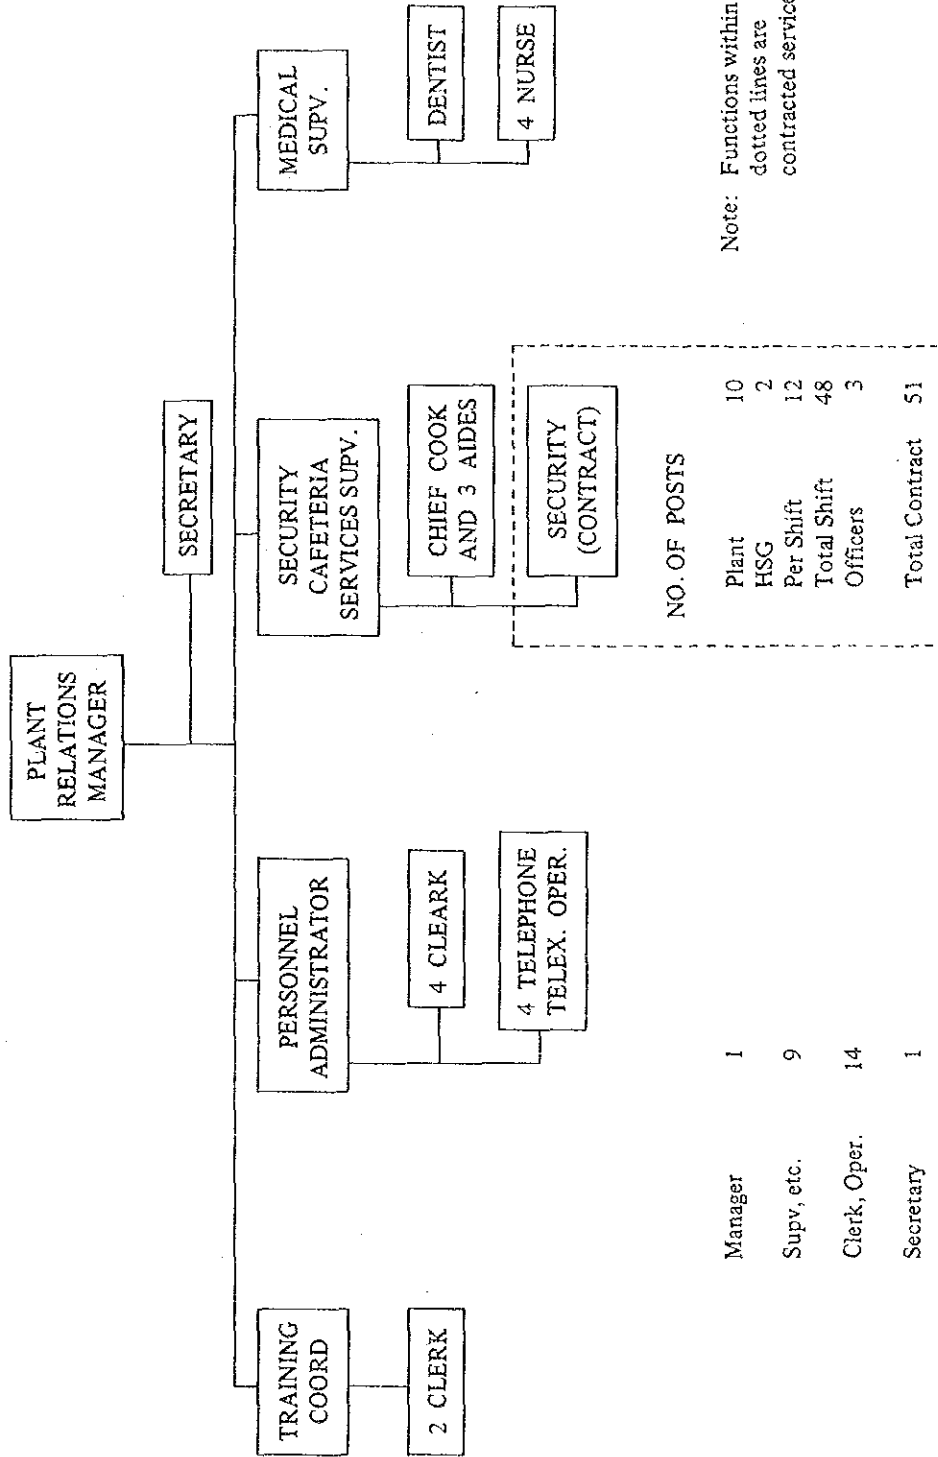 PLANT
RELATIONS
MANAGER
SECRETARY
TRAINING
COORD
2 CLERK
PERSONNEL
ADMINISTRATOR
4 CLEARK
4 TELEPHONE
TELEX. OPER.
SECURITY
CAFETERIA
SERVICES SUPV.
CHIEF COOK
AND 3 AIDES
SECURITY
(CONTRACT)
MEDICAL
SUPV.
DENTIST
4 NURSE
NO. OF POSTS
Plant 10
HSG 2
Per Shift 12
Total Shift 48
Officers 3
Total Contract 51
Manager 1
Supv, etc. 9
Clerk, Oper. 14
Secretary 1
Note: Functions within
dotted lines are
contracted service